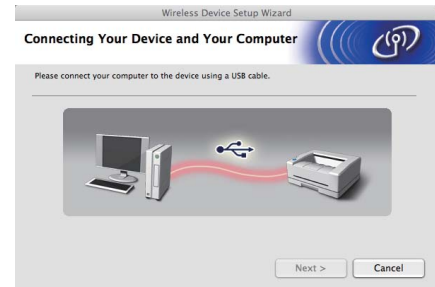 Wireless Device Setup Wizard
Connecting Your Device and Your Computer
Please connect your computer to the device using a USB cable.
Next >
Cancel